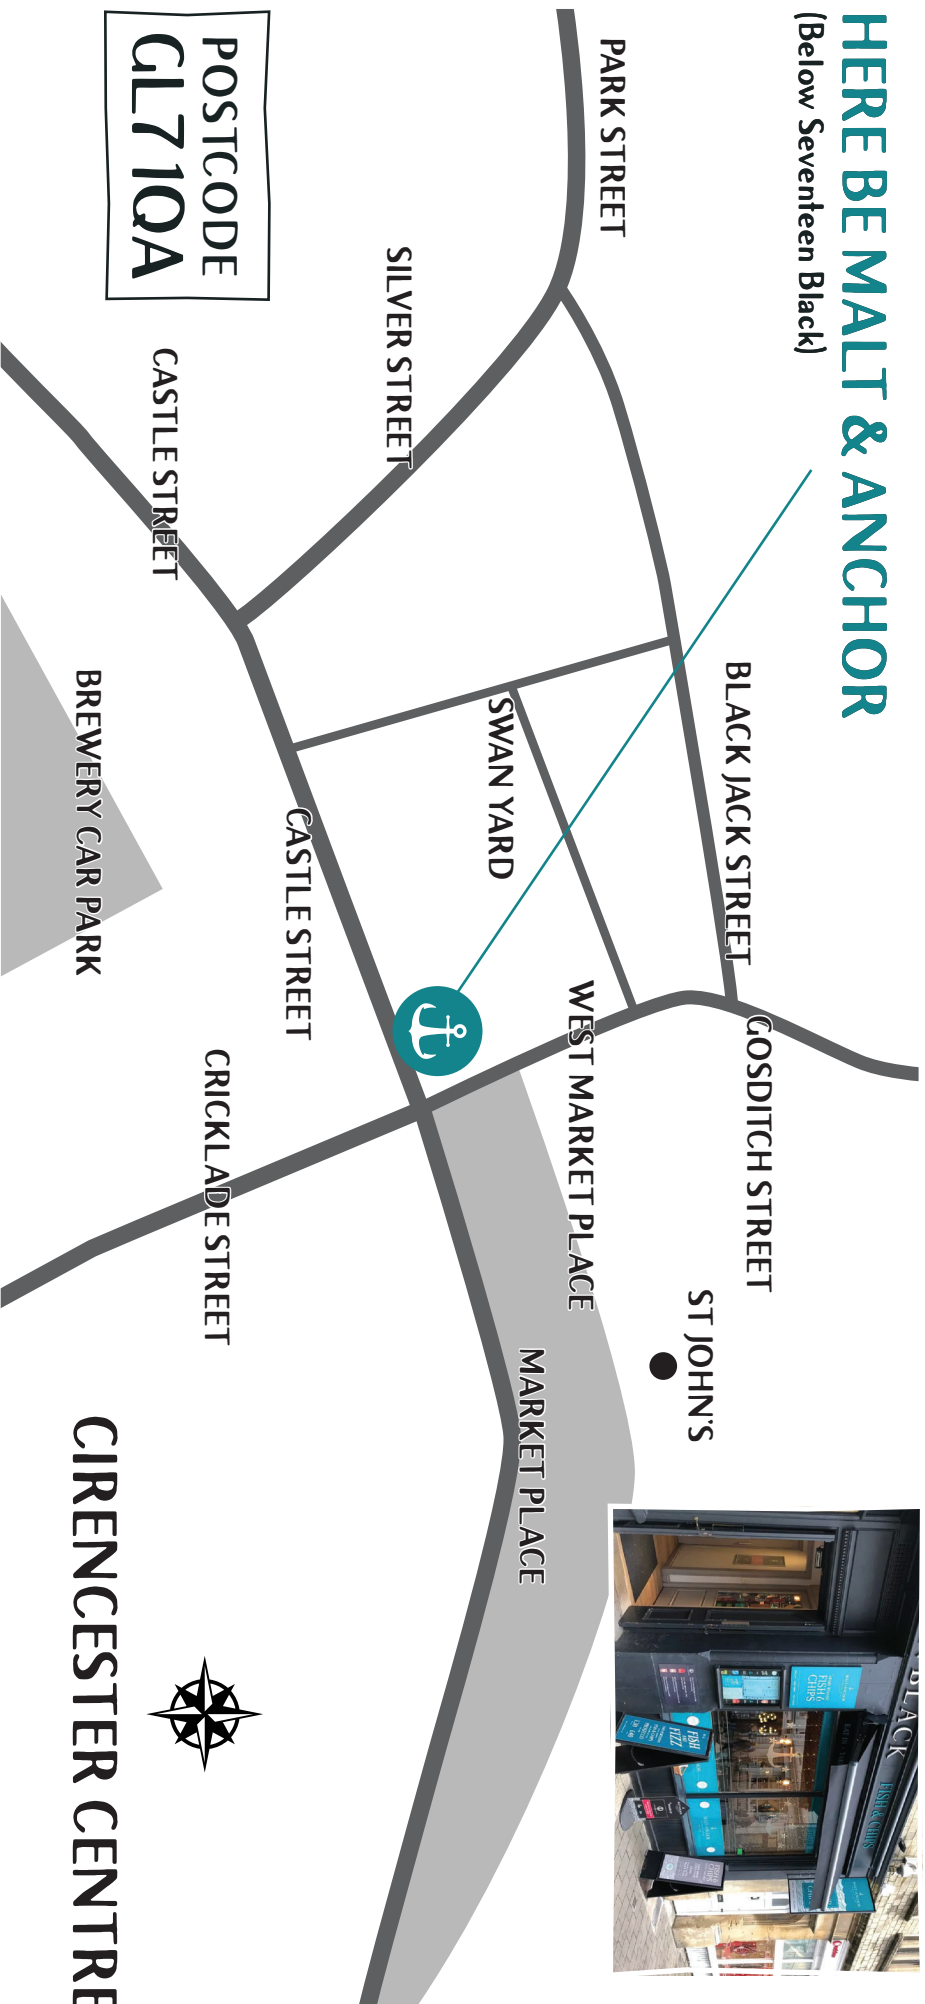 HERE BE MALT & ANCHOR
(Below Seventeen Black)
PARK STREET
POSTCODE
GL7 1QA
SILVER STREET
CASTLE STREET
BLACK JACK STREET
SWAN YARD
BREWERY CAR PARK
CASTLE STREET
WEST MARKET PLACE
GOSDITCH STREET
CRICKLADE STREET
ST JOHN'S
MARKET PLACE
CIRENCESTER CENTRE
BLACK
FISH & CHIPS
FISH &
CHIPS
FISH
FIZZ